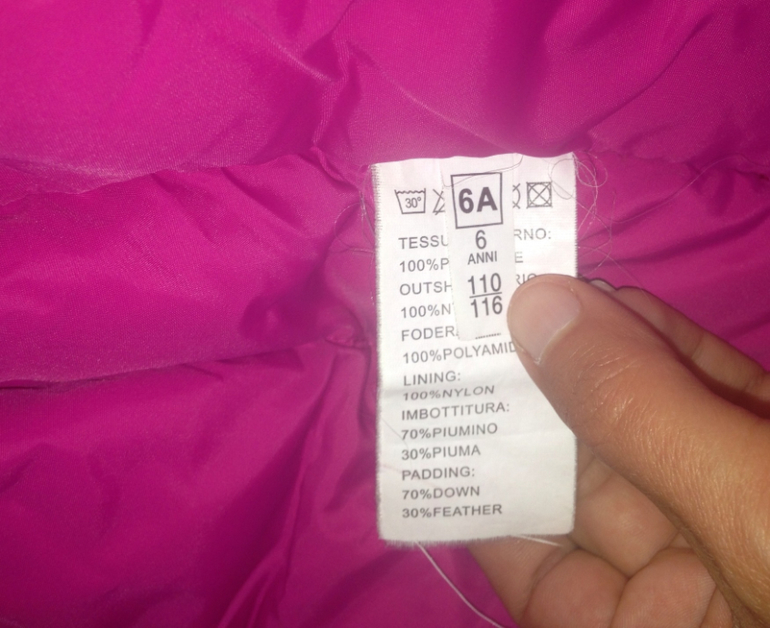 30°
6A
6
ANNI
110
116
TESSU RNO:
100%P E
OUTSH
100%N
FODER
100%POLYAMID
LINING:
100%NYLON
IMBOTTITURA:
70%PIUMINO
30%PIUMA
PADDING:
70%DOWN
30%FEATHER